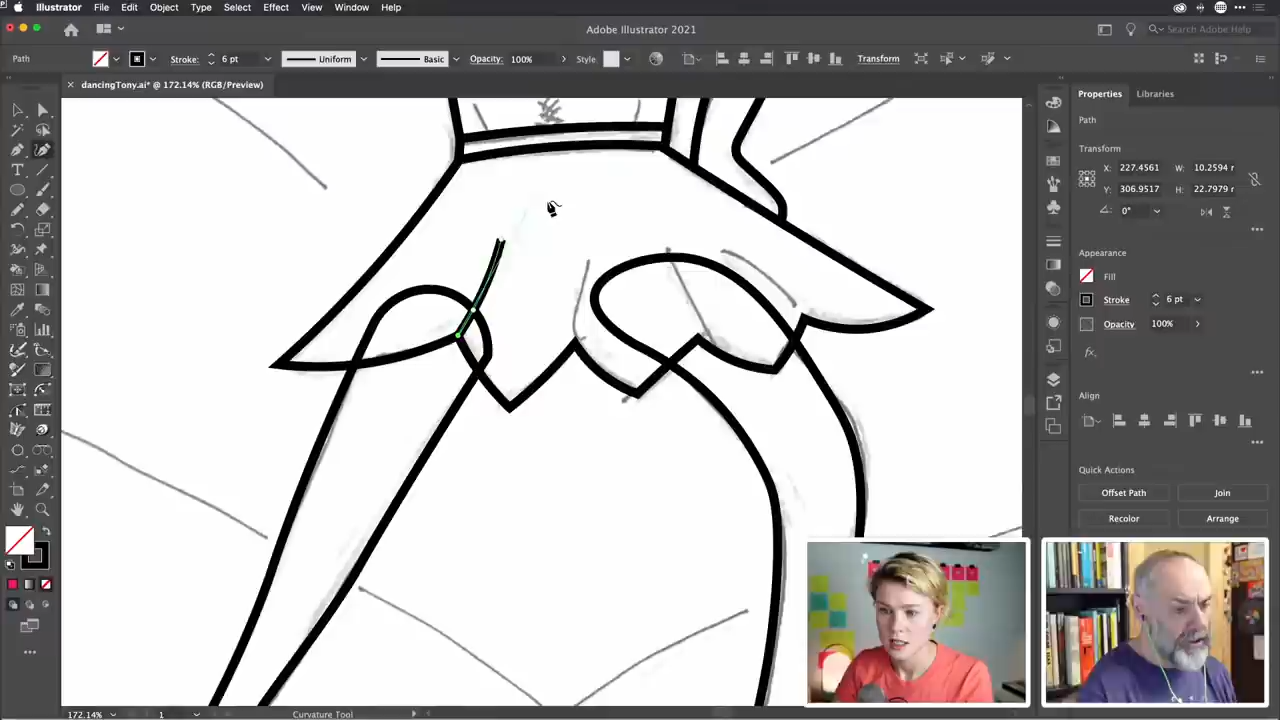 Illustrator File Edit Object Type Select Effect View Window Help
Adobe Illustrator 2021
Search Adobe Help
Path Stroke: 6 pt Uniform Basic Opacity: 100% Style: Transform
× dancingTony.ai* @ 172.14% (RGB/Preview)
Properties Libraries
Path
Transform
X: 227.4561 W: 10.2594 r
Y: 306.9517 H: 22.7979 r
0°
Appearance
Fill
Stroke 6 pt
Opacity 100%
fx.
Align
Quick Actions
Offset Path Join
Recolor Arrange
172.14% 1 Curvature Tool